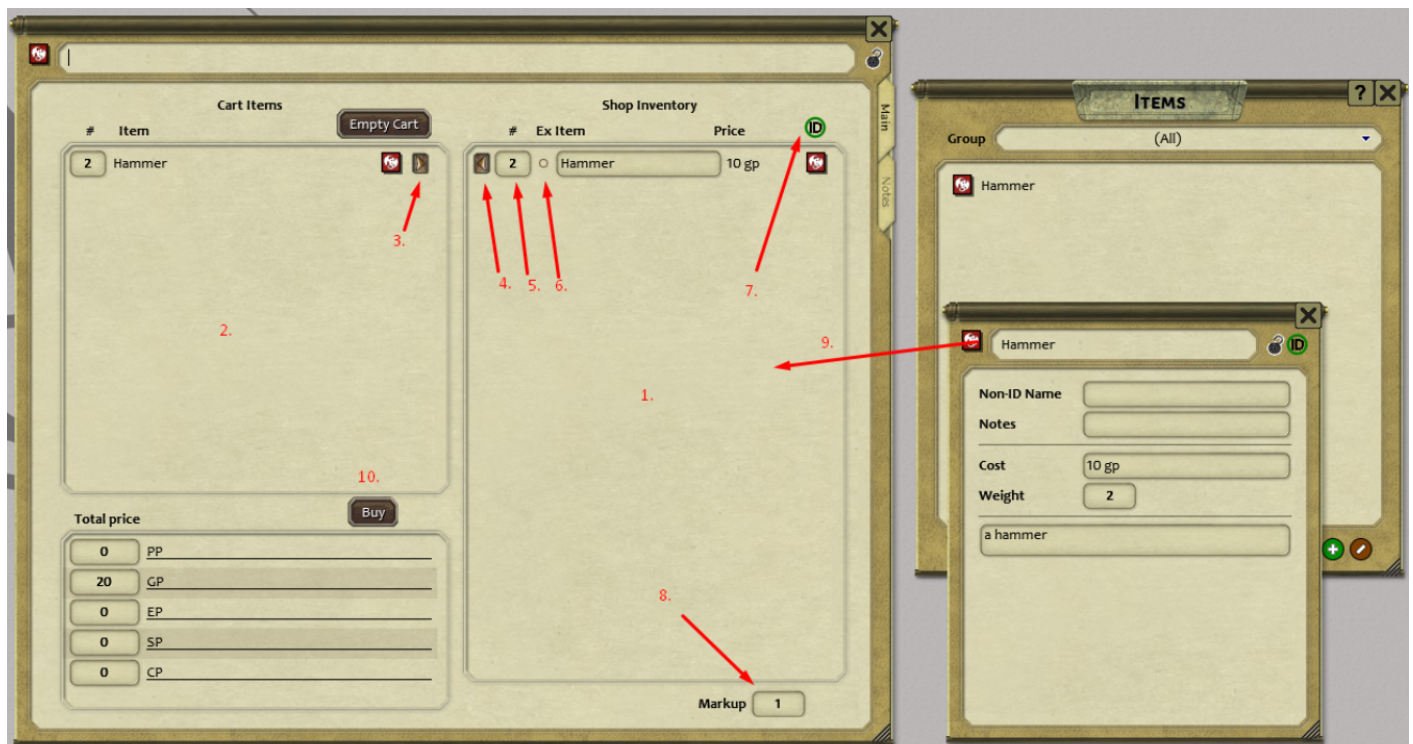 Cart Items
Empty Cart
# Item
2 Hammer
3.
2.
10.
Total price
Buy
0 PP
20 GP
0 EP
0 SP
0 CP
Shop Inventory
# Ex Item Price ID
2 Hammer 10 gp
4. 5. 6. 7.
9.
1.
8.
Markup 1
Main
Notes
ITEMS
?
Group (All)
Hammer
Hammer ID
Non-ID Name
Notes
Cost 10 gp
Weight 2
a hammer